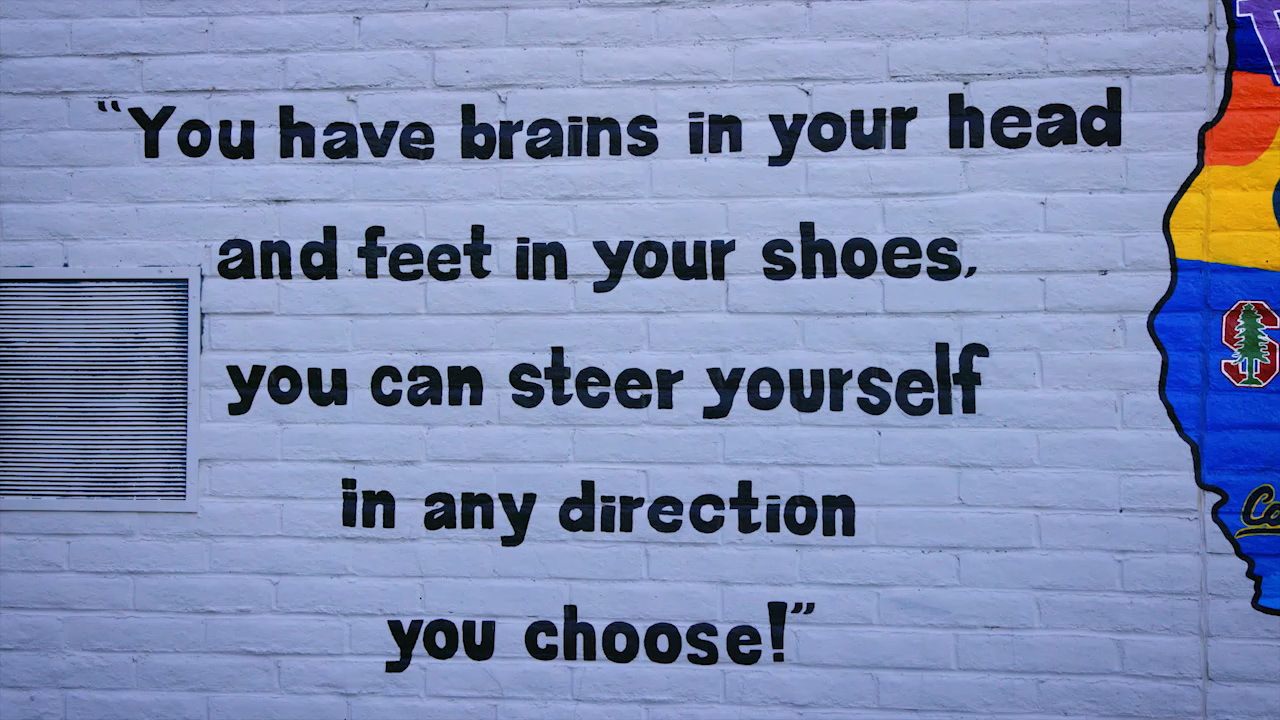 “You have brains in your head
and feet in your shoes,
you can steer yourself
in any direction
you choose!”
S